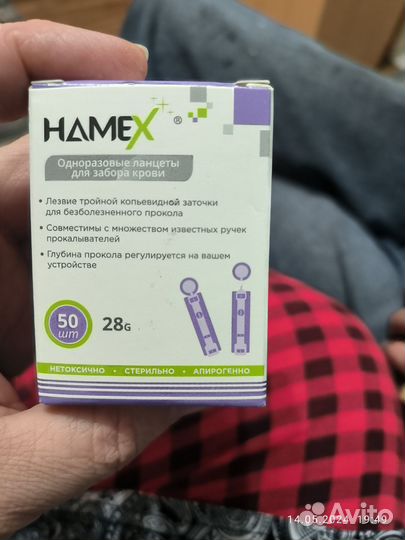 HAMEX ®
Одноразовые ланцеты
для забора крови
• Лезвие тройной копьевидной заточки
для безболезненного прокола
• Совместимы с множеством известных ручек
прокалывателей
• Глубина прокола регулируется на вашем
устройстве
50
шт
28G
НЕТОКСИЧНО • СТЕРИЛЬНО • АПИРОГЕННО
14.05.2024 19:49
Avito